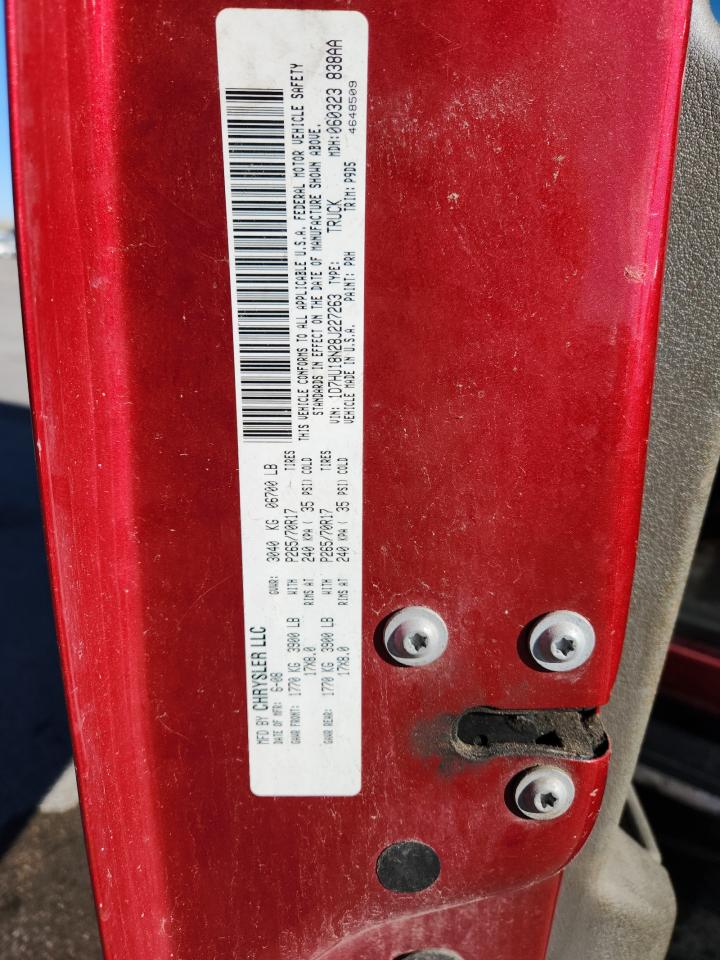 MFD BY CHRYSLER LLC
DATE OF MFR: 6-08 GVWR: 3040 KG 06700 LB
GAWR FRONT: 1770 KG 3900 LB WITH P265/70R17 TIRES
17X8.0 RIMS AT 240 KPA ( 35 PSI) COLD
GAWR REAR: 1770 KG 3900 LB WITH P265/70R17 TIRES
17X8.0 RIMS AT 240 KPA ( 35 PSI) COLD
THIS VEHICLE CONFORMS TO ALL APPLICABLE U.S.A. FEDERAL MOTOR VEHICLE SAFETY
STANDARDS IN EFFECT ON THE DATE OF MANUFACTURE SHOWN ABOVE.
VIN: 1D7HU18N28J227263 TYPE: TRUCK MDH:060323 838AA
VEHICLE MADE IN U.S.A. PAINT: PRH TRIM: P9D5 4648509